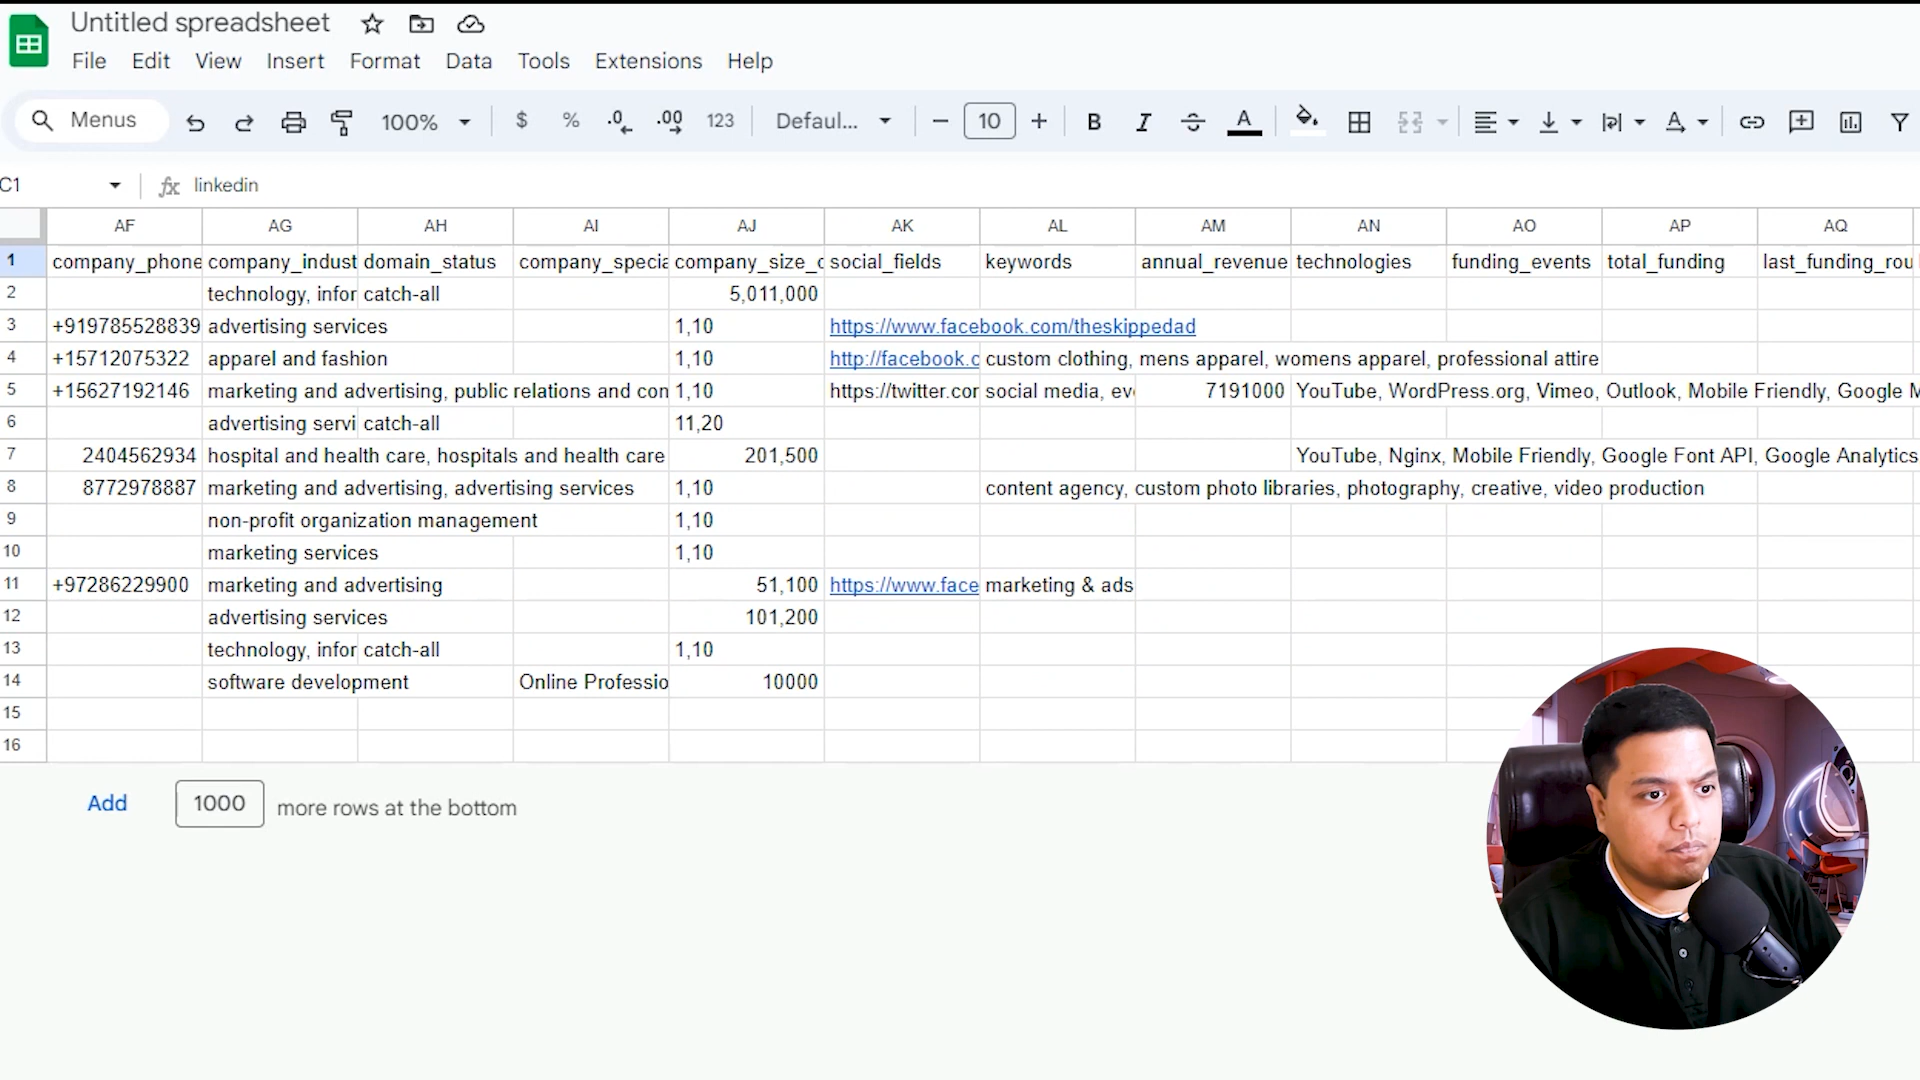 Untitled spreadsheet
File Edit View Insert Format Data Tools Extensions Help
Menus 100% $ % .0 .00 123 Defaul... 10 B I A A
C1 fx linkedin
AF AG AH AI AJ AK AL AM AN AO AP AQ
1 company_phone company_indust domain_status company_specia company_size_c social_fields keywords annual_revenue technologies funding_events total_funding last_funding_rou
2 technology, infor catch-all 5,011,000
3 +919785528839 advertising services 1,10 https://www.facebook.com/theskippedad
4 +15712075322 apparel and fashion 1,10 http://facebook.c custom clothing, mens apparel, womens apparel, professional attire
5 +15627192146 marketing and advertising, public relations and con 1,10 https://twitter.cor social media, eve 7191000 YouTube, WordPress.org, Vimeo, Outlook, Mobile Friendly, Google M
6 advertising servi catch-all 11,20
7 2404562934 hospital and health care, hospitals and health care 201,500 YouTube, Nginx, Mobile Friendly, Google Font API, Google Analytics
8 8772978887 marketing and advertising, advertising services 1,10 content agency, custom photo libraries, photography, creative, video production
9 non-profit organization management 1,10
10 marketing services 1,10
11 +97286229900 marketing and advertising 51,100 https://www.face marketing & ads
12 advertising services 101,200
13 technology, infor catch-all 1,10
14 software development Online Professio 10000
15
16
Add 1000 more rows at the bottom